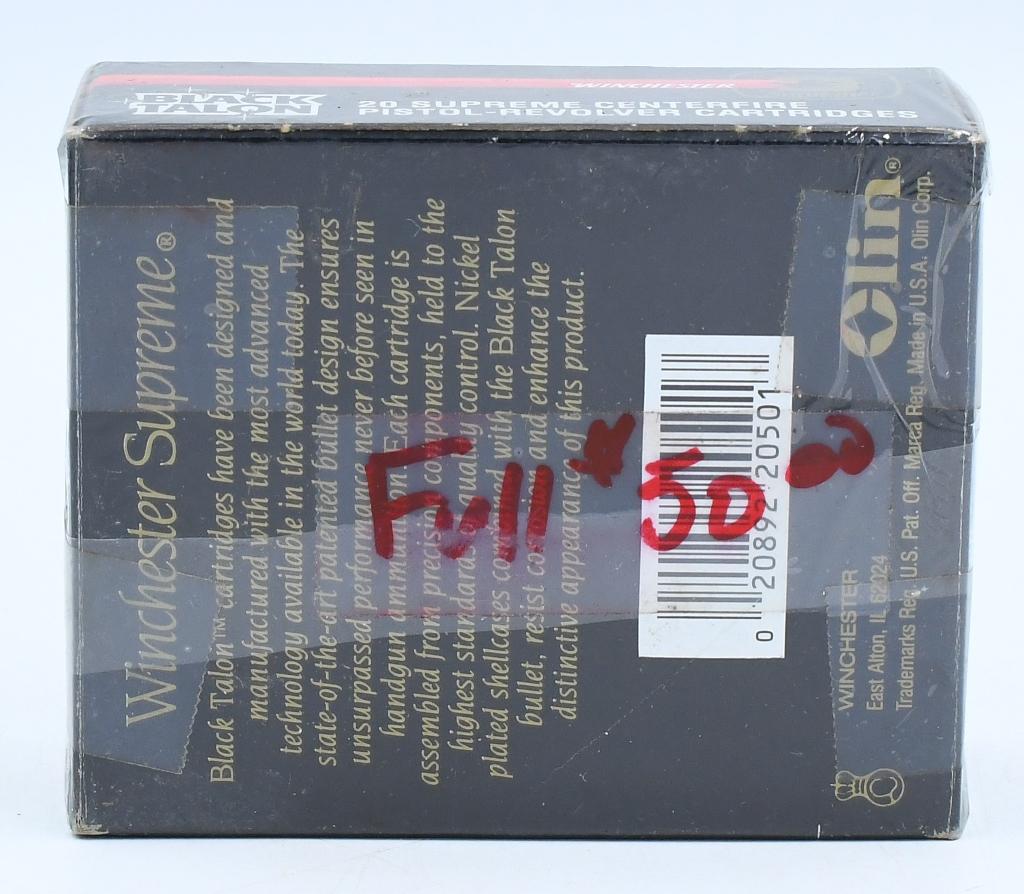 WINCHESTER
BLACK TALON
20 SUPREME CENTERFIRE
PISTOL-REVOLVER CARTRIDGES
Winchester Supreme.®
Black Talon™ cartridges have been designed and
manufactured with the most advanced
technology available in the world today. The
state-of-the-art patented bullet design ensures
unsurpassed performance never before seen in
handgun ammunition. Each cartridge is
assembled from precision components, held to the
highest standards of quality control. Nickel
plated shellcases combined with the Black Talon
bullet, resist corrosion and enhance the
distinctive appearance of this product.
Full
50 00
0 20892 20501
WINCHESTER
East Alton, IL 62024
Trademarks Reg. U.S. Pat. Off. Marca Reg. Made in U.S.A. Olin Corp.
Olin®